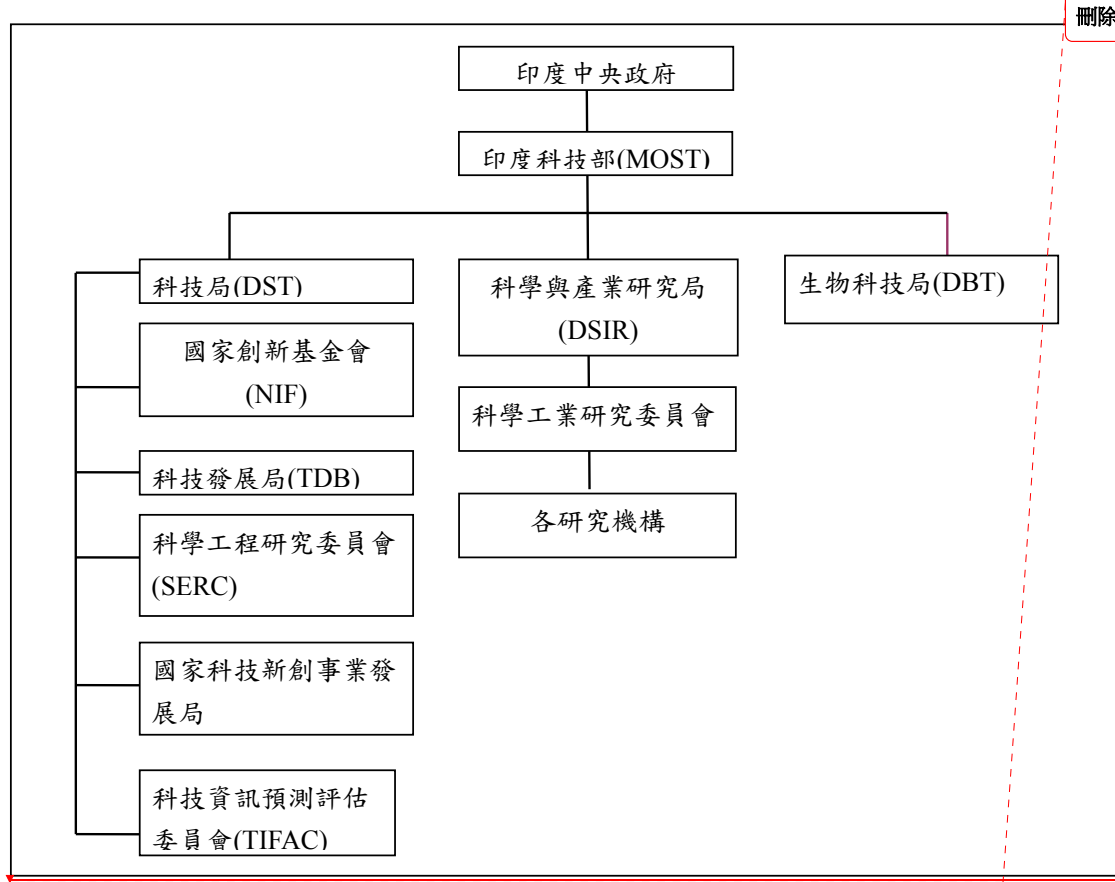 刪除
印度中央政府
印度科技部(MOST)
科技局(DST)
國家創新基金會
(NIF)
科技發展局(TDB)
科學工程研究委員會
(SERC)
國家科技新創事業發
展局
科技資訊預測評估
委員會(TIFAC)
科學與產業研究局
(DSIR)
科學工業研究委員會
各研究機構
生物科技局(DBT)